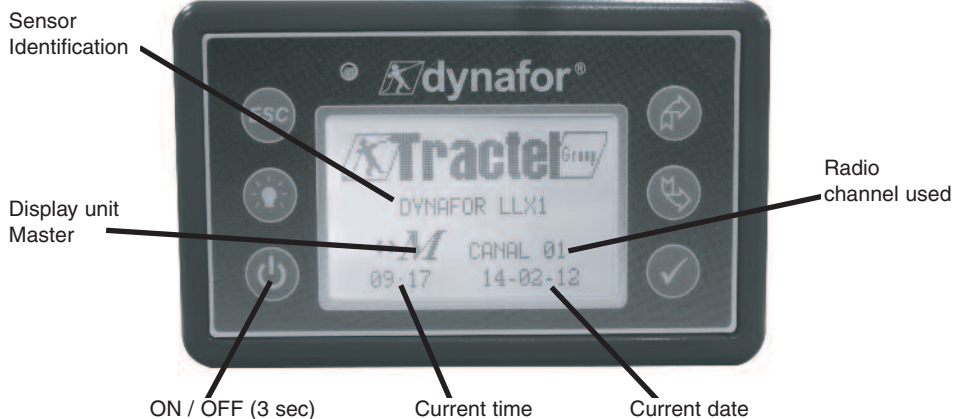 Sensor
Identification
dynafor®
ESC
Tractel Group
DYNAFOR LLX1
Radio
channel used
Display unit
Master
M CANAL 01
09:17 14-02-12
ON / OFF (3 sec)
Current time
Current date